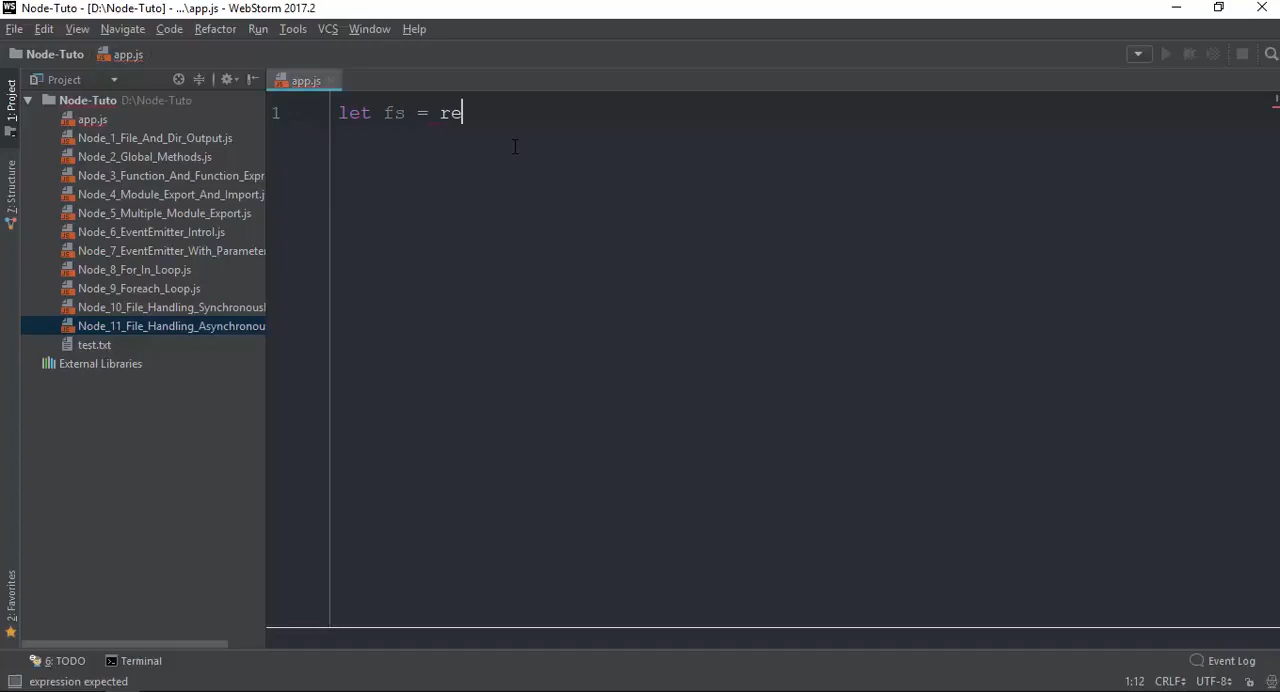 WS Node-Tuto - [D:\Node-Tuto] - ...\app.js - WebStorm 2017.2
File Edit View Navigate Code Refactor Run Tools VCS Window Help
Node-Tuto app.js
1: Project
Project
app.js
Node-Tuto D:\Node-Tuto
app.js
Node_1_File_And_Dir_Output.js
Node_2_Global_Methods.js
Node_3_Function_And_Function_Expr
Node_4_Module_Export_And_Import.j
Node_5_Multiple_Module_Export.js
Node_6_EventEmitter_Introl.js
Node_7_EventEmitter_With_Parameter
Node_8_For_In_Loop.js
Node_9_Foreach_Loop.js
Node_10_File_Handling_Synchronousl
Node_11_File_Handling_Asynchronou
test.txt
External Libraries
1 let fs = re
7: Structure
2: Favorites
6: TODO Terminal Event Log
expression expected 1:12 CRLF UTF-8